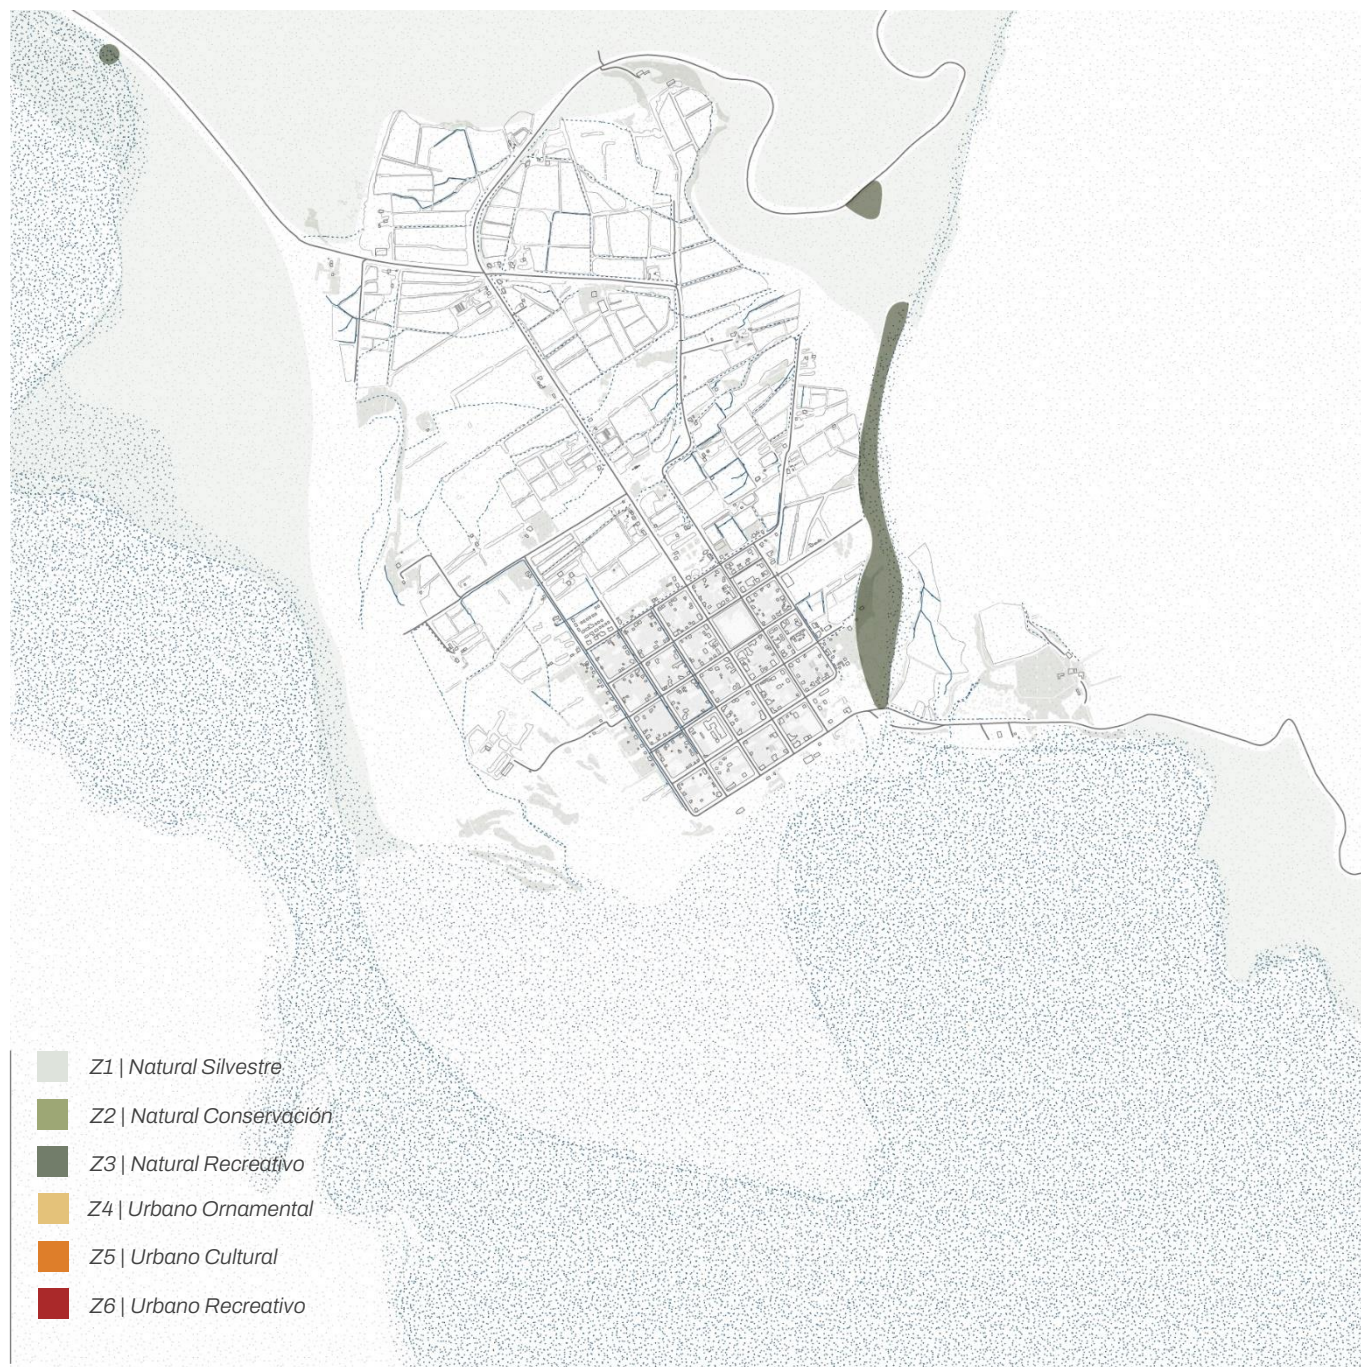 Z1 | Natural Silvestre
Z2 | Natural Conservación
Z3 | Natural Recreativo
Z4 | Urbano Ornamental
Z5 | Urbano Cultural
Z6 | Urbano Recreativo